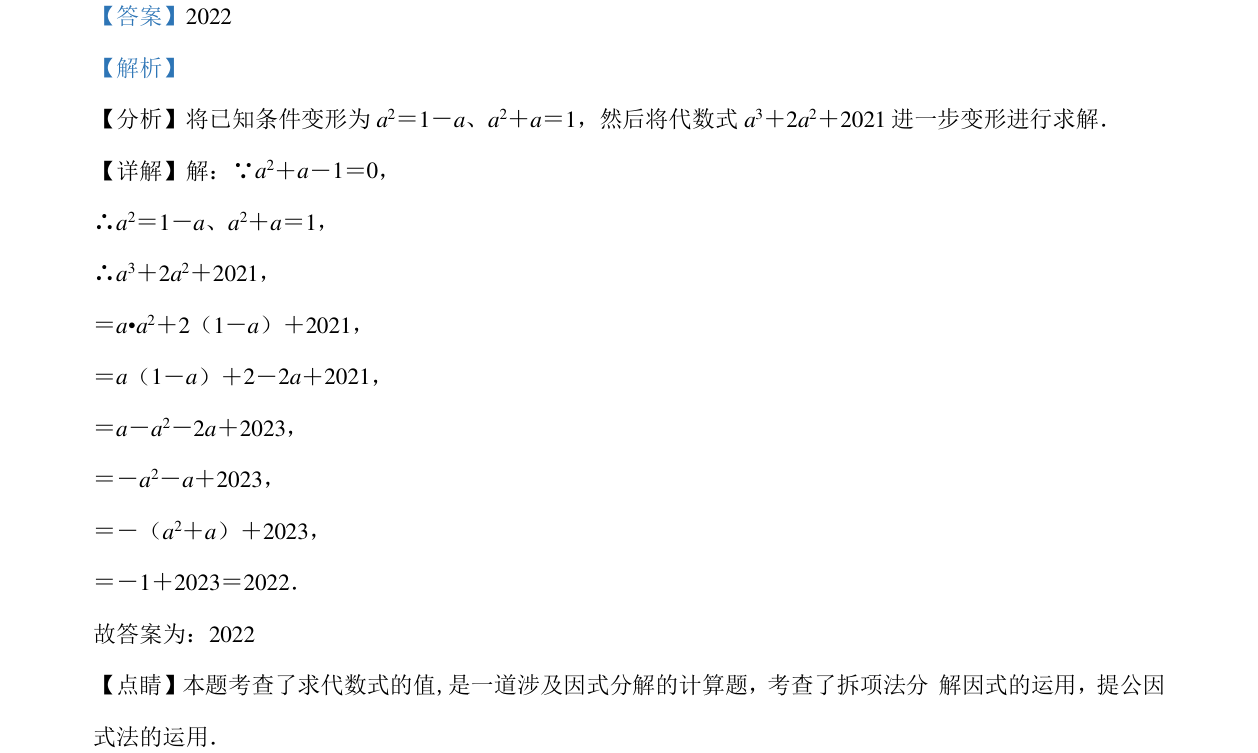 【答案】2022
【解析】
【分析】将已知条件变形为 a²＝1－a、a²＋a＝1，然后将代数式 a³＋2a²＋2021 进一步变形进行求解．
【详解】解：∵a²＋a－1＝0，
∴a²＝1－a、a²＋a＝1，
∴a³＋2a²＋2021，
＝a•a²＋2（1－a）＋2021，
＝a（1－a）＋2－2a＋2021，
＝a－a²－2a＋2023，
＝－a²－a＋2023，
＝－（a²＋a）＋2023，
＝－1＋2023＝2022．
故答案为：2022
【点睛】本题考查了求代数式的值，是一道涉及因式分解的计算题，考查了拆项法分 解因式的运用，提公因
式法的运用．